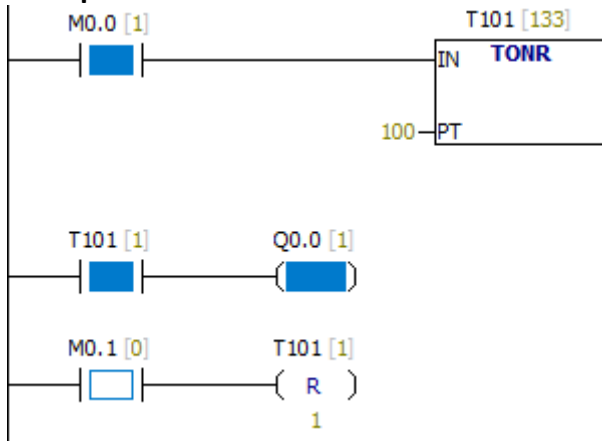 M0.0 [1] T101 [133]
IN TONR
100 PT
T101 [1] Q0.0 [1]
M0.1 [0] T101 [1]
R
1